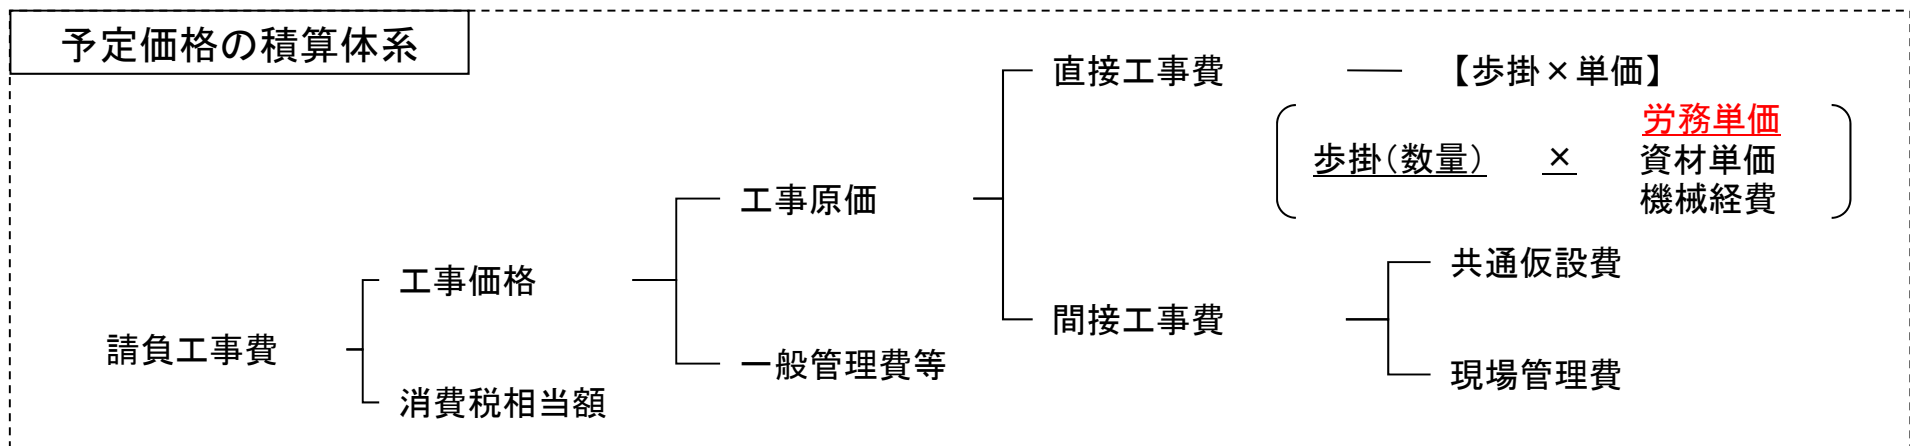 予定価格の積算体系
直接工事費
【歩掛×単価】
労務単価
歩掛(数量) × 資材単価
機械経費
工事原価
共通仮設費
工事価格
間接工事費
請負工事費
一般管理費等
現場管理費
消費税相当額